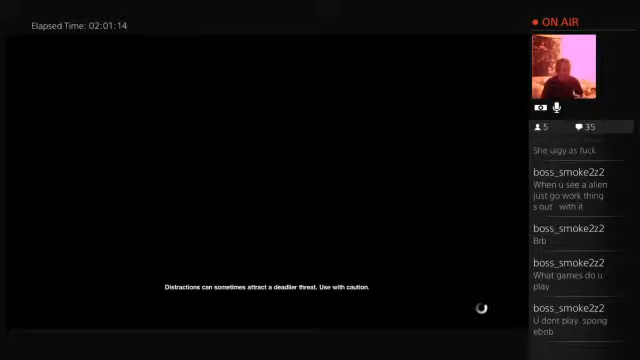 Elapsed Time: 02:01:14
ON AIR
5 35
She uigy as fuck
boss_smoke2z2
When u see a alien
just go work thing
s out with it
boss_smoke2z2
Brb
boss_smoke2z2
What games do u
play
boss_smoke2z2
U dont play spong
ebob
Distractions can sometimes attract a deadlier threat. Use with caution.